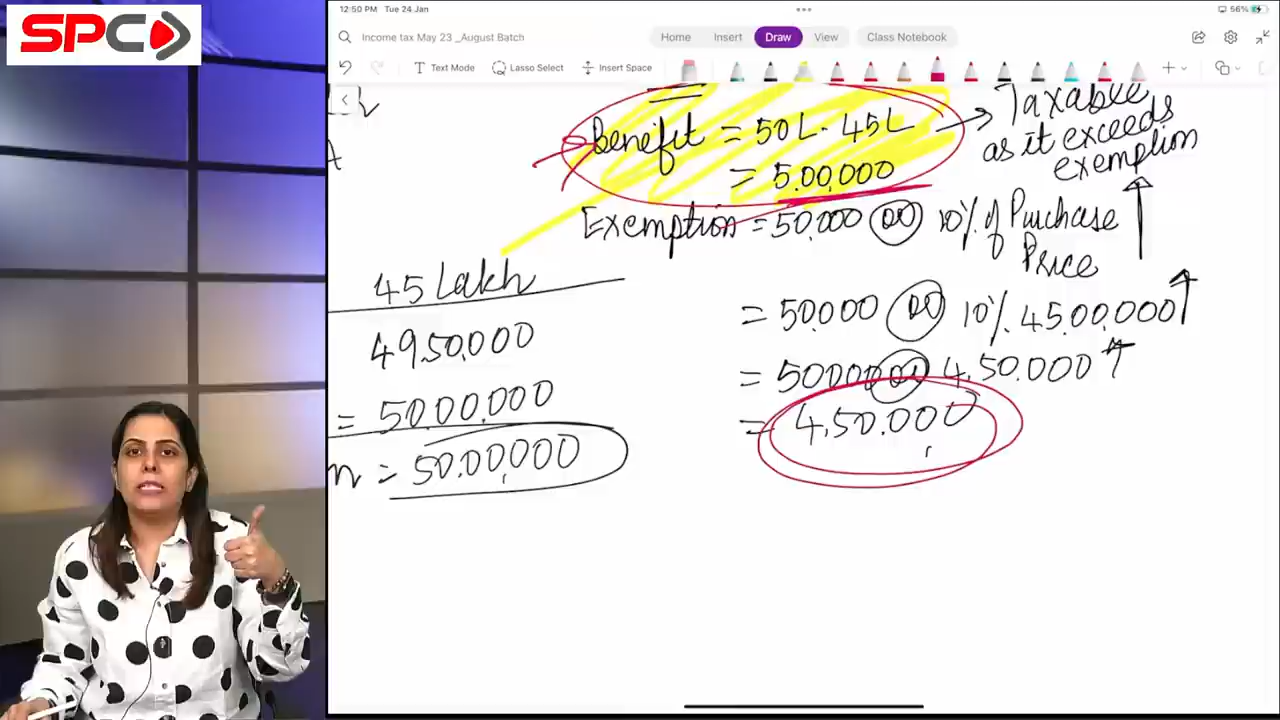 SPC
12:50 PM Tue 24 Jan
56%
Income tax May 23 _August Batch
Home Insert Draw View Class Notebook
Text Mode Lasso Select Insert Space
Benefit = 50L - 45L
= 5,00,000
Taxable
as it exceeds
exemption
Exemption = 50,000 OR 10% of Purchase
Price
= 50,000 OR 10% 45,00,000
= 50000 OR 4,50,000
= 4,50,000
45 Lakh
49,50,000
= 50,00,000
n = 50,00,000